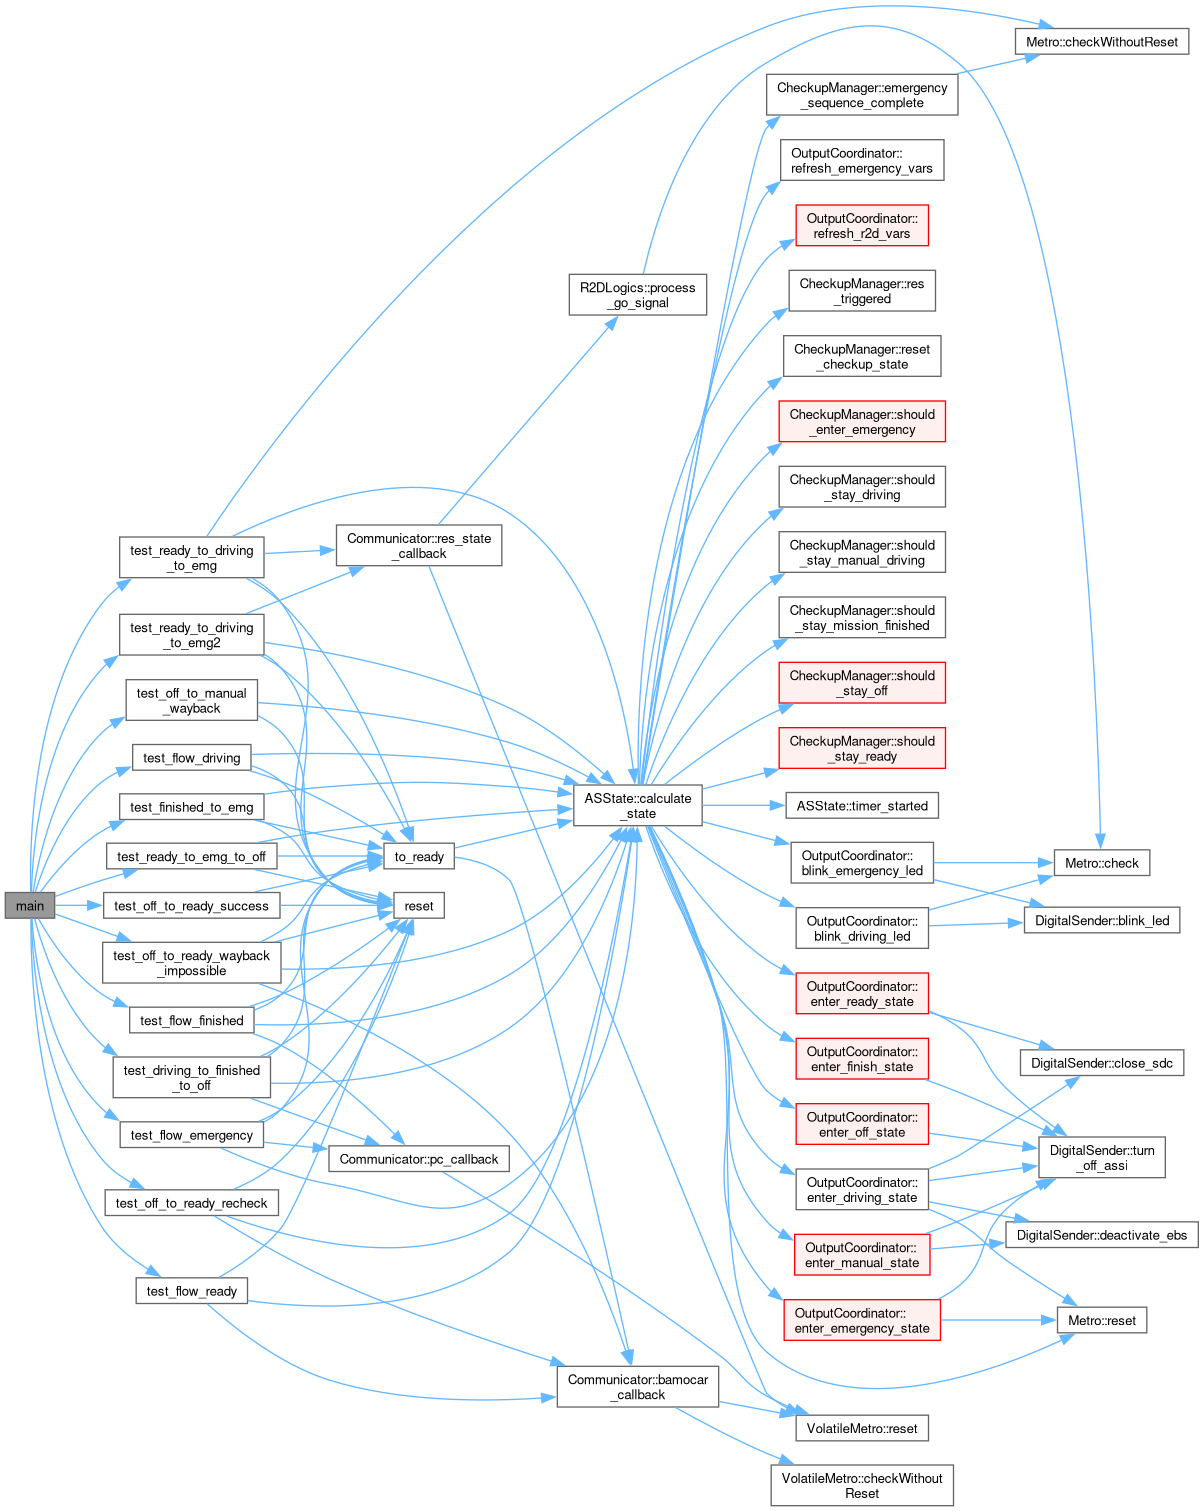 main
test_ready_to_driving
_to_emg
test_ready_to_driving
_to_emg2
test_off_to_manual
_wayback
test_flow_driving
test_finished_to_emg
test_ready_to_emg_to_off
test_off_to_ready_success
test_off_to_ready_wayback
_impossible
test_flow_finished
test_driving_to_finished
_to_off
test_flow_emergency
test_off_to_ready_recheck
test_flow_ready
Communicator::res_state
_callback
to_ready
reset
Communicator::pc_callback
R2DLogics::process
_go_signal
ASState::calculate
_state
Communicator::bamocar
_callback
CheckupManager::emergency
_sequence_complete
OutputCoordinator::
refresh_emergency_vars
OutputCoordinator::
refresh_r2d_vars
CheckupManager::res
_triggered
CheckupManager::reset
_checkup_state
CheckupManager::should
_enter_emergency
CheckupManager::should
_stay_driving
CheckupManager::should
_stay_manual_driving
CheckupManager::should
_stay_mission_finished
CheckupManager::should
_stay_off
CheckupManager::should
_stay_ready
ASState::timer_started
OutputCoordinator::
blink_emergency_led
OutputCoordinator::
blink_driving_led
OutputCoordinator::
enter_ready_state
OutputCoordinator::
enter_finish_state
OutputCoordinator::
enter_off_state
OutputCoordinator::
enter_driving_state
OutputCoordinator::
enter_manual_state
OutputCoordinator::
enter_emergency_state
VolatileMetro::reset
VolatileMetro::checkWithout
Reset
Metro::checkWithoutReset
Metro::check
DigitalSender::blink_led
DigitalSender::close_sdc
DigitalSender::turn
_off_assi
DigitalSender::deactivate_ebs
Metro::reset